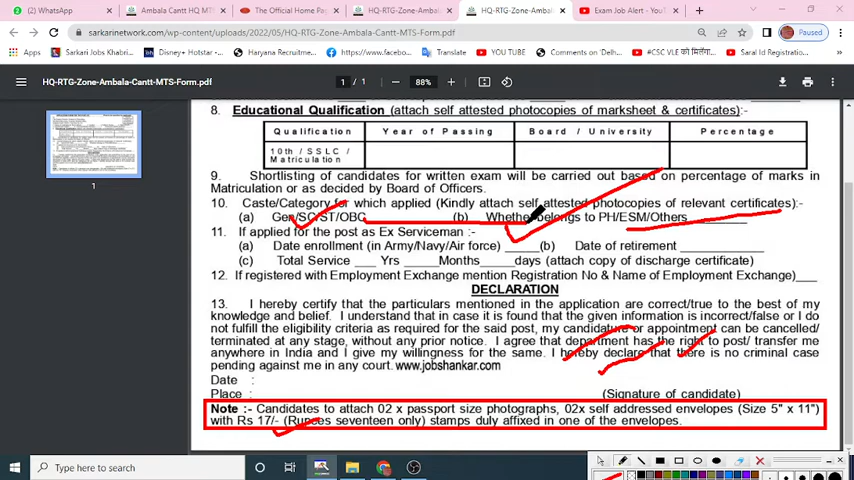 (2) WhatsApp
Ambala Cantt HQ M
The Official Home Pa
HQ-RTG-Zone-Amba
HQ-RTG-Zone-Amba
Exam Job Alert - YouT
sarkarinetwork.com/wp-content/uploads/2022/05/HQ-RTG-Zone-Ambala-Cantt-MTS-Form.pdf
Paused
Apps
Sarkari Jobs Khabri
Disney+ Hotstar -
Haryana Recruitme
https://www.facebo
Translate
YOU TUBE
Comments on 'Delh
#CSC VLE को मिलेगा
Saral Id Registration
HQ-RTG-Zone-Ambala-Cantt-MTS-Form.pdf
1 / 1
88%
8. Educational Qualification (attach self attested photocopies of marksheet & certificates):-
Qualification Year of Passing Board / University Percentage
10th / SSLC /
Matriculation
9. Shortlisting of candidates for written exam will be carried out based on percentage of marks in
Matriculation or as decided by Board of Officers.
10. Caste/Category for which applied (Kindly attach self attested photocopies of relevant certificates):-
(a) Gen/SC/ST/OBC (b) Whether belongs to PH/ESM/Others
11. If applied for the post as Ex Serviceman :-
(a) Date enrollment (in Army/Navy/Air force) _____(b) Date of retirement
(c) Total Service ___ Yrs _____Months_____days (attach copy of discharge certificate)
12. If registered with Employment Exchange mention Registration No & Name of Employment Exchange)___
DECLARATION
13. I hereby certify that the particulars mentioned in the application are correct/true to the best of my
knowledge and belief. I understand that in case it is found that the given information is incorrect/false or I do
not fulfill the eligibility criteria as required for the said post, my candidature or appointment can be cancelled/
terminated at any stage, without any prior notice. I agree that department has the right to post/ transfer me
anywhere in India and I give my willingness for the same. I hereby declare that there is no criminal case
pending against me in any court. www.jobshankar.com
Date :
Place : (Signature of candidate)
Note :- Candidates to attach 02 x passport size photographs, 02x self addressed envelopes (Size 5" x 11")
with Rs 17/- (Rupees seventeen only) stamps duly affixed in one of the envelopes.
1
Type here to search